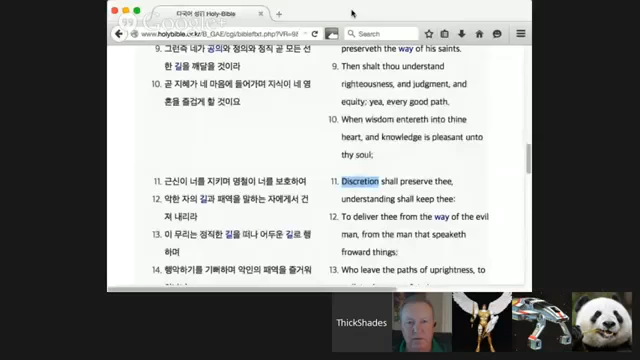 Google+
다국어 성경 Holy-Bible
www.holybible.or.kr/B_GAE/cgi/bibleftxt.php?VR=
Search
9. 그런즉 네가 공의와 정의와 정직 곧 모든 선
한 길을 깨달을 것이라
10. 곧 지혜가 네 마음에 들어가며 지식이 네 영
혼을 즐겁게 할 것이요
11. 근신이 너를 지키며 명철이 너를 보호하여
12. 악한 자의 길과 패역을 말하는 자에게서 건
져 내리라
13. 이 무리는 정직한 길을 떠나 어두운 길로 행
하며
14. 행악하기를 기뻐하며 악인의 패역을 즐거워
preserveth the way of his saints.
9. Then shalt thou understand
righteousness, and judgment, and
equity; yea, every good path.
10. When wisdom entereth into thine
heart, and knowledge is pleasant unto
thy soul;
11. Discretion shall preserve thee,
understanding shall keep thee:
12. To deliver thee from the way of the evil
man, from the man that speaketh
froward things;
13. Who leave the paths of uprightness, to
ThickShades